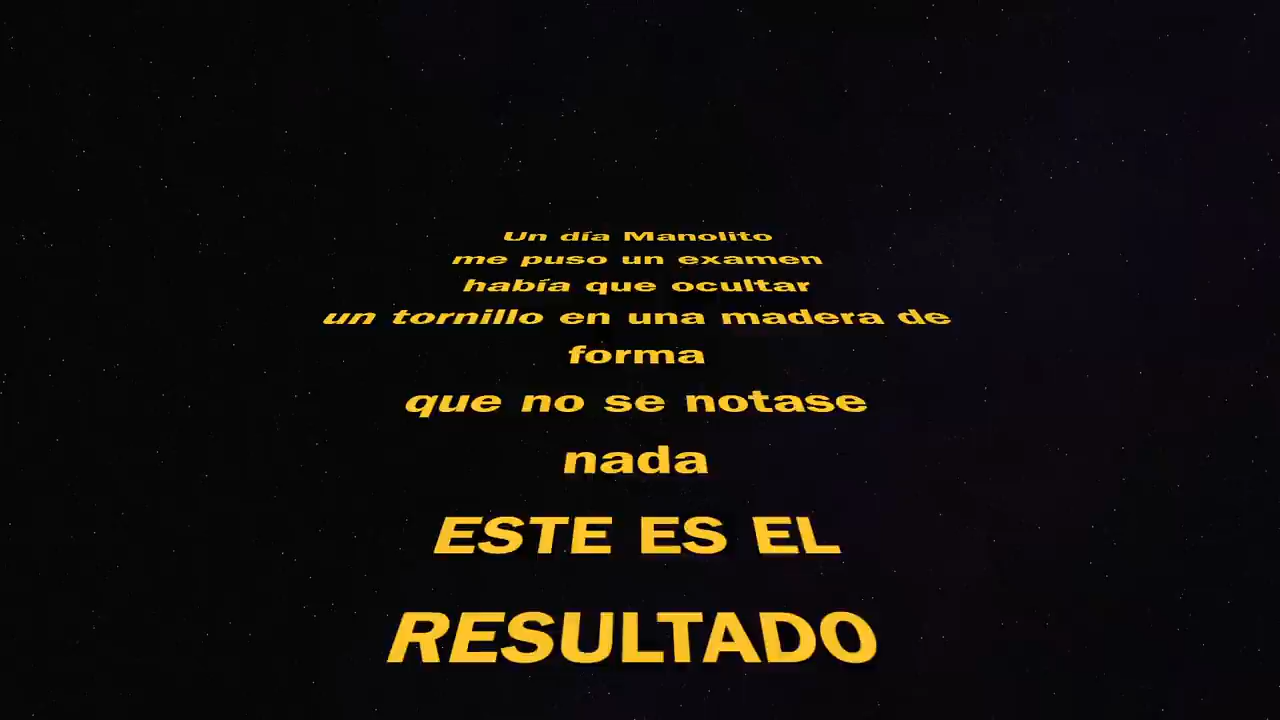 Un día Manolito
me puso un examen
había que ocultar
un tornillo en una madera de
forma
que no se notase
nada
ESTE ES EL
RESULTADO